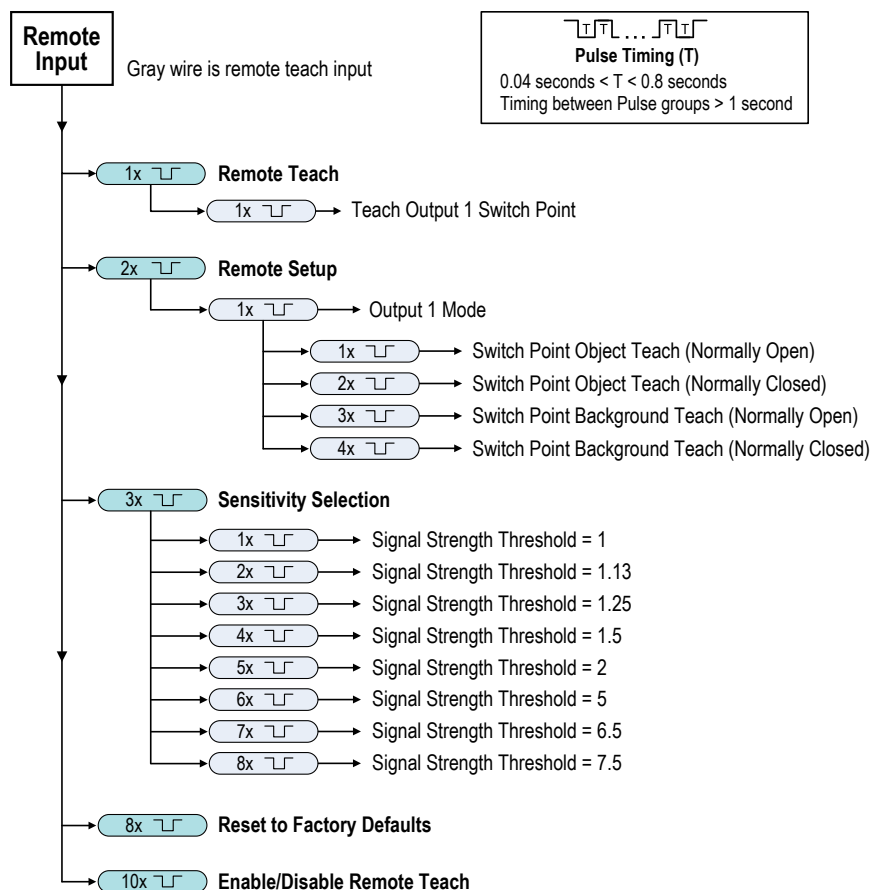 Remote
Input
Gray wire is remote teach input
T T ... T T
Pulse Timing (T)
0.04 seconds < T < 0.8 seconds
Timing between Pulse groups > 1 second
1x Remote Teach
1x Teach Output 1 Switch Point
2x Remote Setup
1x Output 1 Mode
1x Switch Point Object Teach (Normally Open)
2x Switch Point Object Teach (Normally Closed)
3x Switch Point Background Teach (Normally Open)
4x Switch Point Background Teach (Normally Closed)
3x Sensitivity Selection
1x Signal Strength Threshold = 1
2x Signal Strength Threshold = 1.13
3x Signal Strength Threshold = 1.25
4x Signal Strength Threshold = 1.5
5x Signal Strength Threshold = 2
6x Signal Strength Threshold = 5
7x Signal Strength Threshold = 6.5
8x Signal Strength Threshold = 7.5
8x Reset to Factory Defaults
10x Enable/Disable Remote Teach